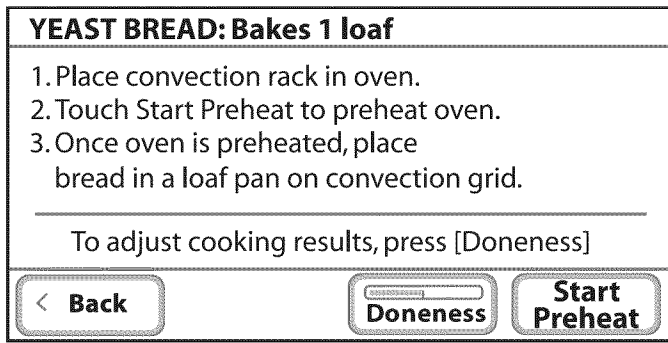 YEAST BREAD: Bakes 1 loaf
1. Place convection rack in oven.
2. Touch Start Preheat to preheat oven.
3. Once oven is preheated, place
bread in a loaf pan on convection grid.
To adjust cooking results, press [Doneness]
< Back
Doneness
Start
Preheat